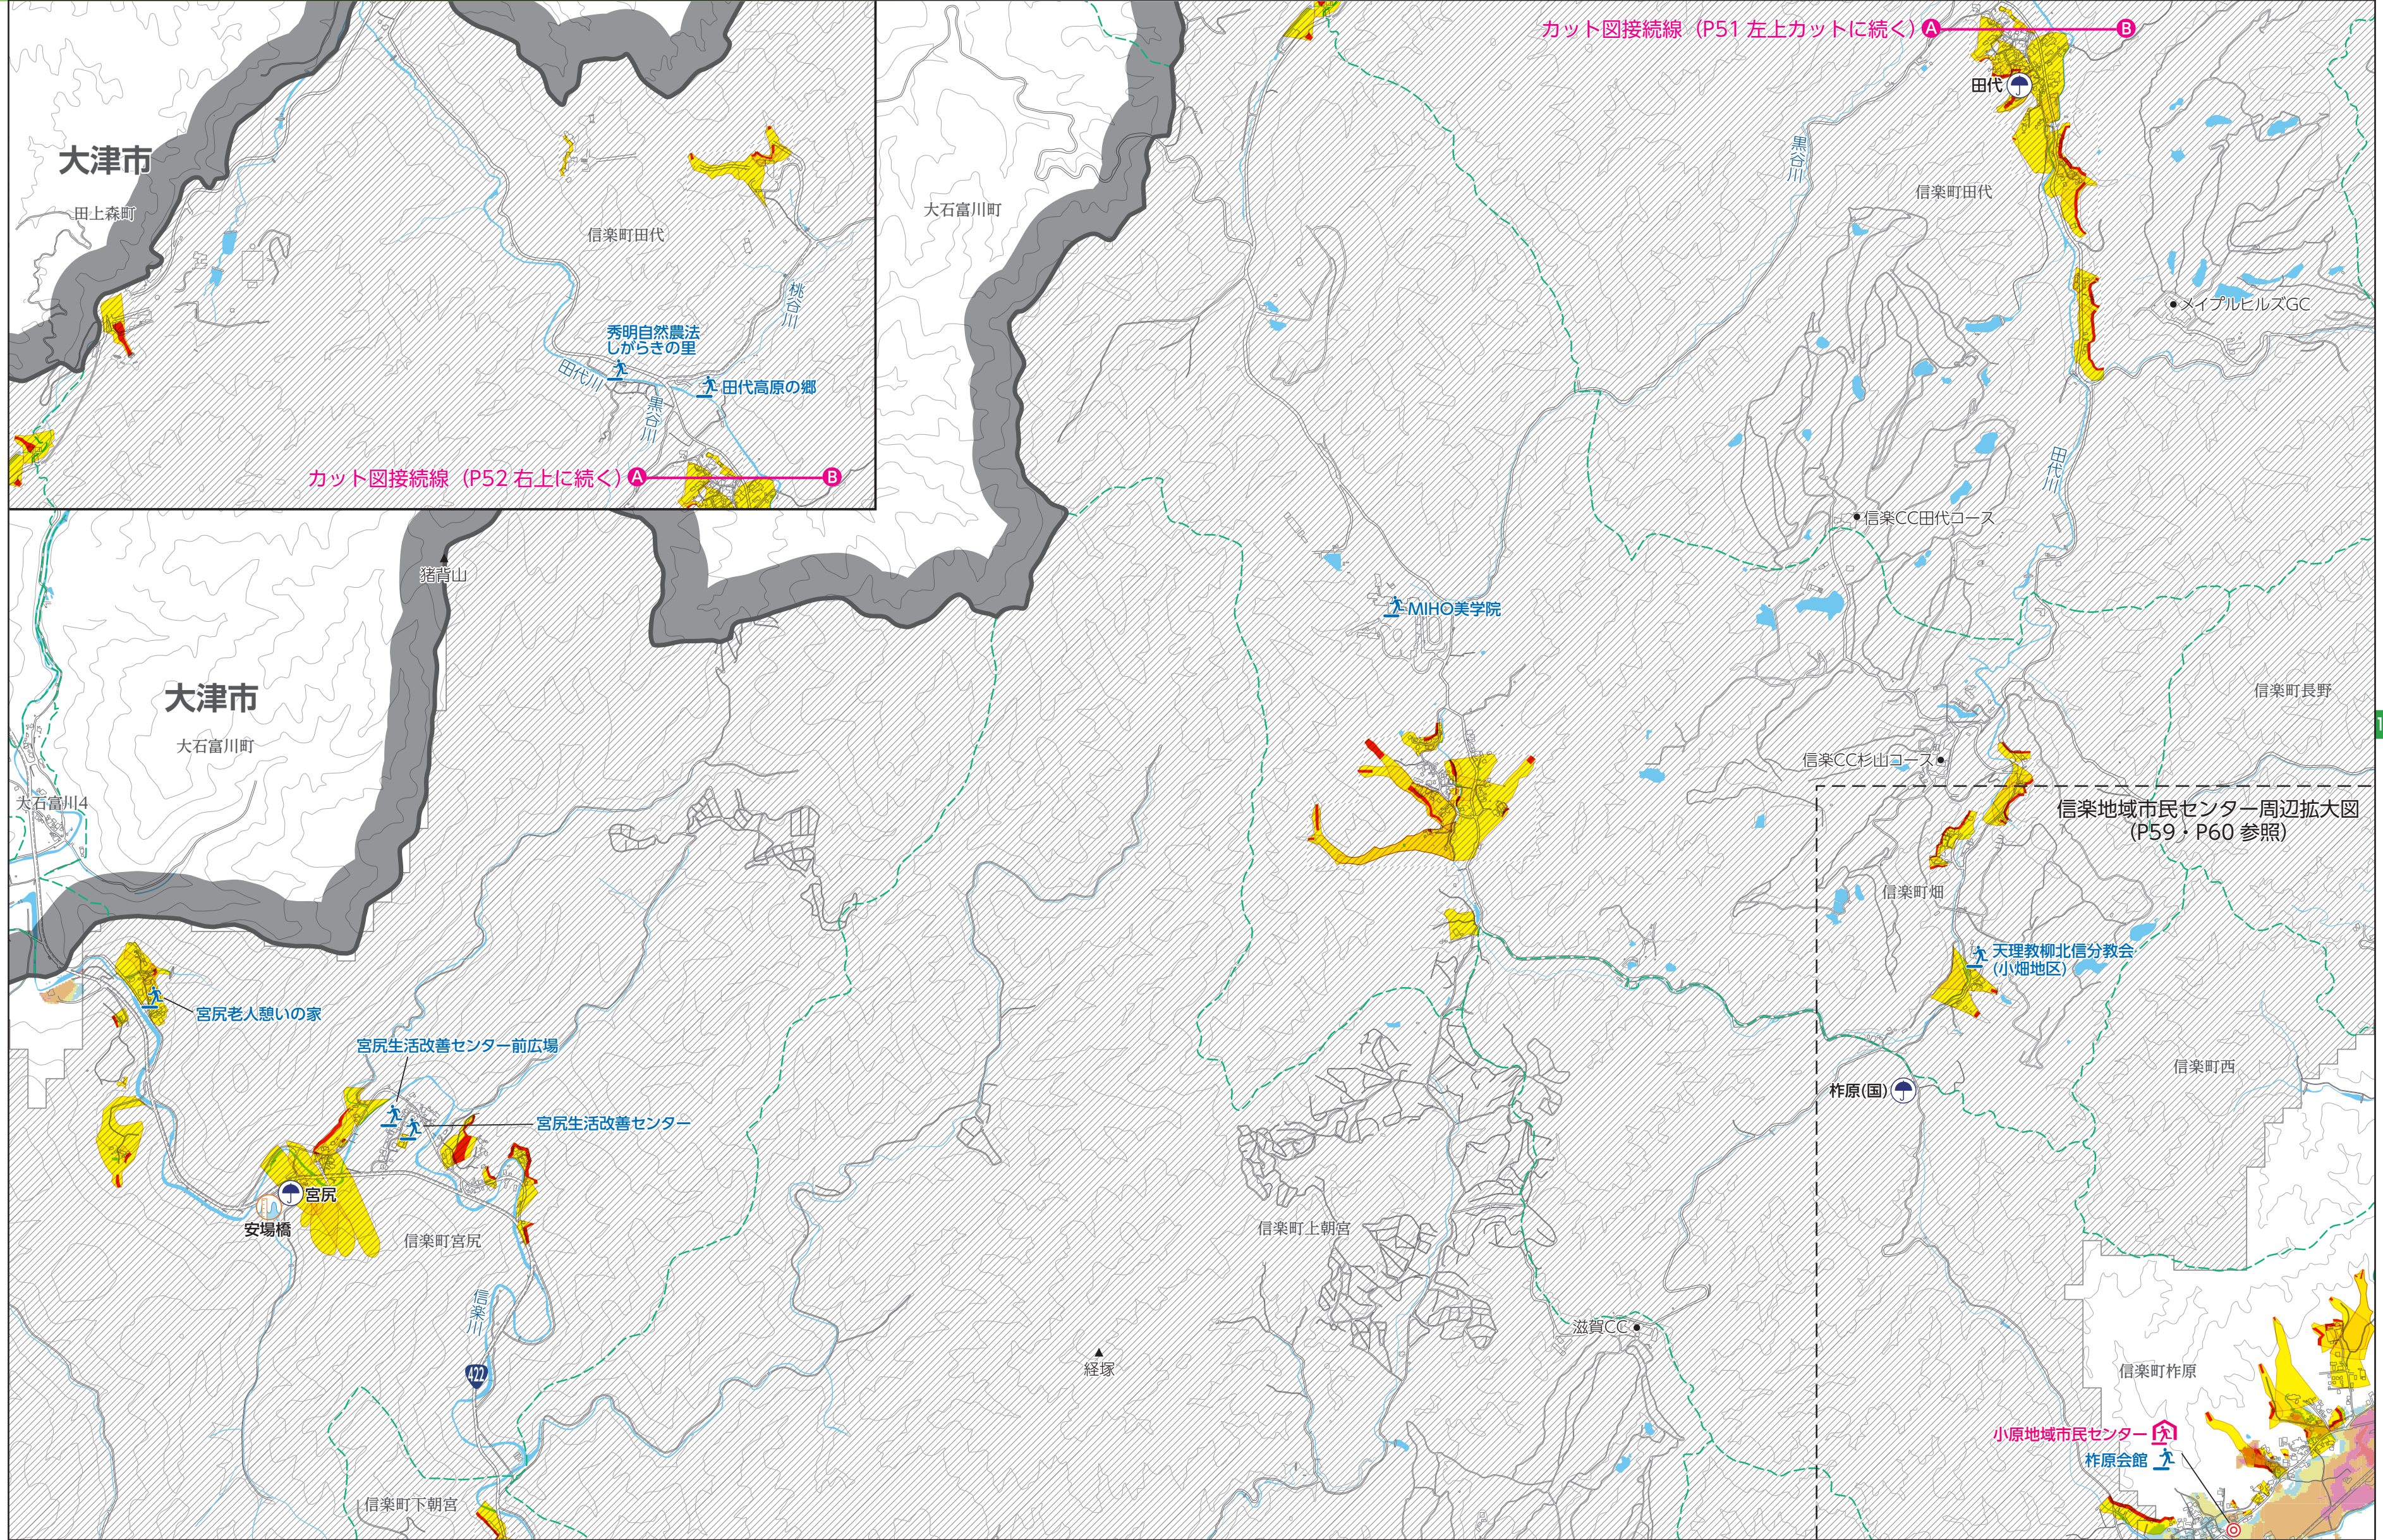 大津市
田上森町
信楽町田代
桃谷川
秀明自然農法
しがらきの里
田代川
田代高原の郷
黒谷川
カット図接続線（P52 右上に続く）A B
カット図接続線（P51 左上カットに続く）A B
田代
黒谷川
信楽町田代
大石富川町
メイプルヒルズGC
田代川
信楽CC田代コース
猪背山
MIHO美学院
大津市
大石富川町
信楽町長野
大石富川4
信楽CC杉山コース
信楽地域市民センター周辺拡大図
(P59・P60 参照)
信楽町畑
天理教柳北信分教会
(小畑地区)
宮尻老人憩いの家
宮尻生活改善センター前広場
宮尻生活改善センター
信楽町西
柞原(国)
宮尻
安場橋
信楽町宮尻
信楽町上朝宮
信楽川
422
滋賀CC
経塚
信楽町柞原
小原地域市民センター
柞原会館
信楽町下朝宮
1